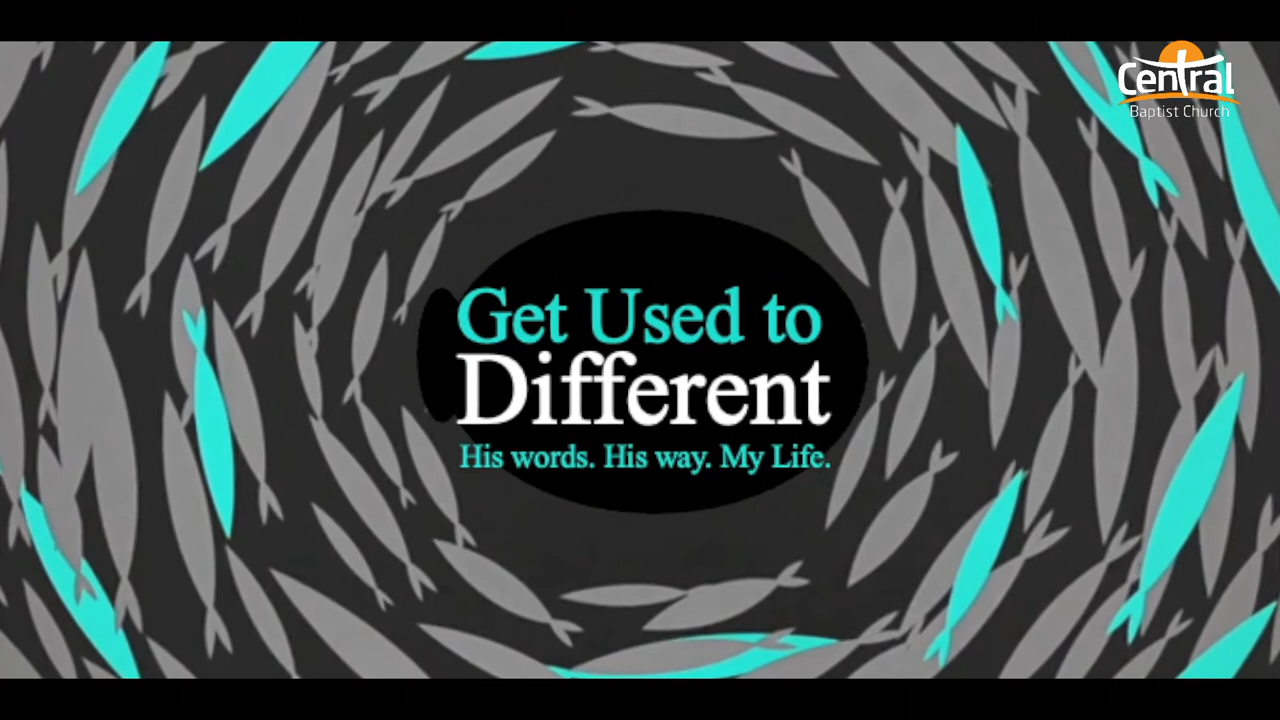 Central
Baptist Church
Get Used to
Different
His words. His way. My Life.